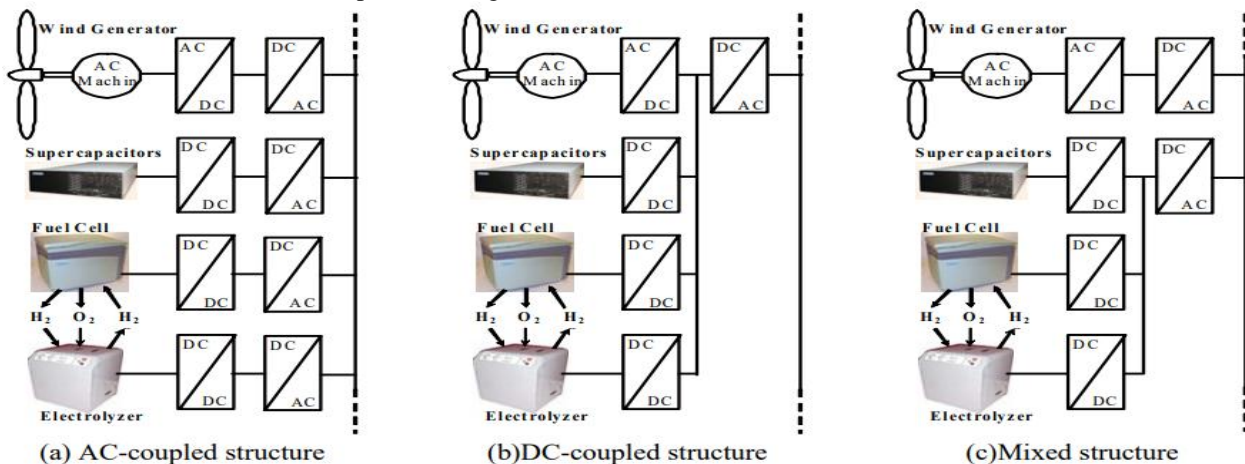 Wind Generator
AC
Machin
AC
DC
DC
AC
Supercapacitors
DC
DC
DC
AC
Fuel Cell
DC
DC
DC
AC
H₂ O₂ H₂
DC
DC
DC
AC
Electrolyzer
(a) AC-coupled structure
Wind Generator
AC
Machin
AC
DC
DC
AC
Supercapacitors
DC
DC
Fuel Cell
DC
DC
H₂ O₂ H₂
DC
DC
Electrolyzer
(b)DC-coupled structure
Wind Generator
AC
Machin
AC
DC
DC
AC
Supercapacitors
DC
DC
DC
AC
Fuel Cell
DC
DC
H₂ O₂ H₂
DC
DC
Electrolyzer
(c)Mixed structure